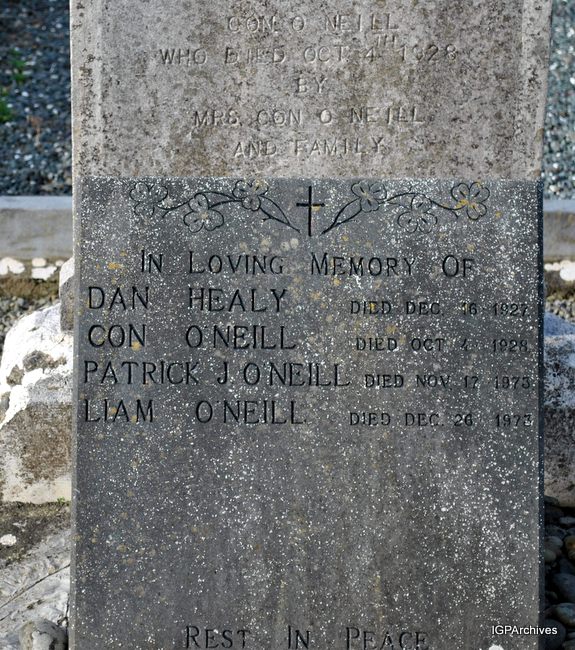 CON O NEILL
WHO DIED OCT. 4TH 1928
BY
MRS. CON O NEILL
AND FAMILY
IN LOVING MEMORY OF
DAN HEALY DIED DEC. 16 1927
CON O'NEILL DIED OCT 4 1928
PATRICK J. O'NEILL DIED NOV. 17 1973
LIAM O'NEILL DIED DEC. 26 1973
REST IN PEACE
IGPArchives